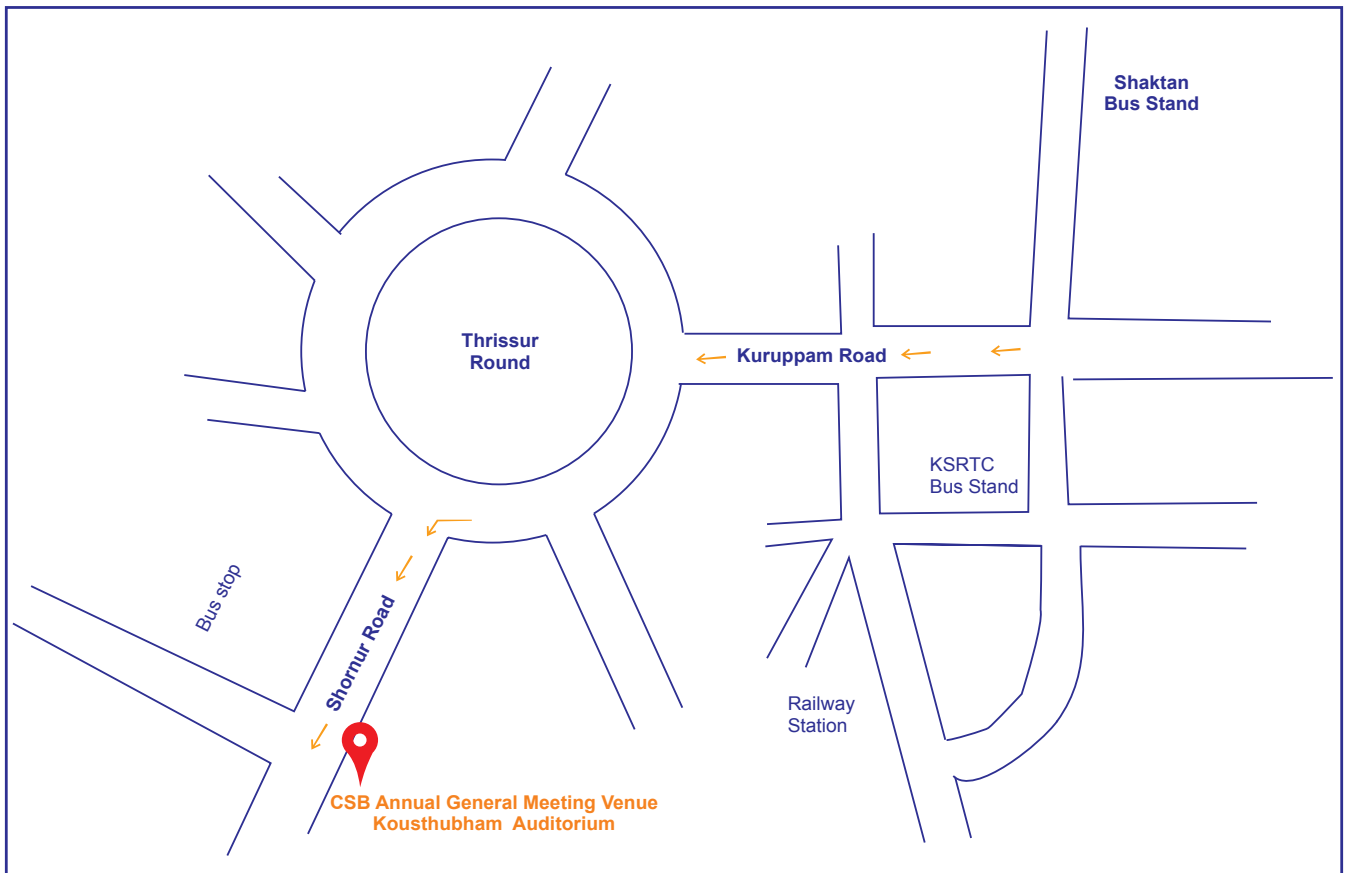 Shaktan
Bus Stand
Thrissur
Round
Kuruppam Road
KSRTC
Bus Stand
Bus stop
Shornur Road
Railway
Station
CSB Annual General Meeting Venue
Kousthubham Auditorium